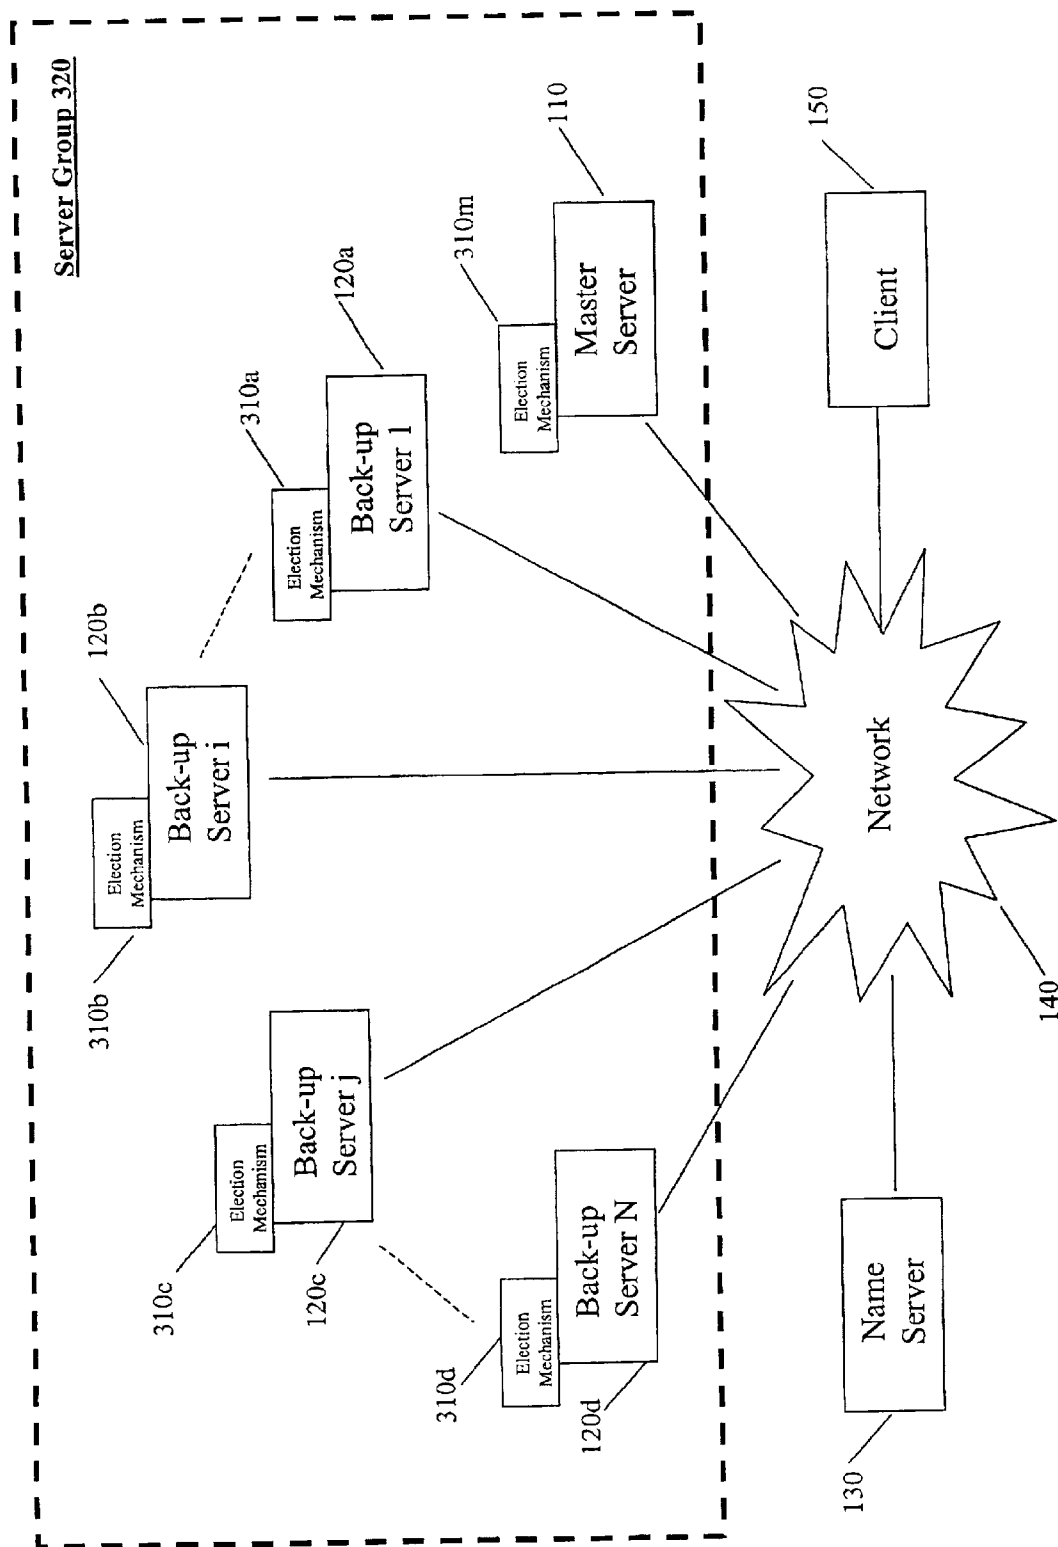 Server Group 320
310b
120b
Election
Mechanism
Back-up
Server i
310c
Election
Mechanism
Back-up
Server j
120c
310a
Election
Mechanism
120a
Back-up
Server 1
310d
Election
Mechanism
Back-up
Server N
120d
310m
Election
Mechanism
110
Master
Server
130
Name
Server
Network
140
Client
150